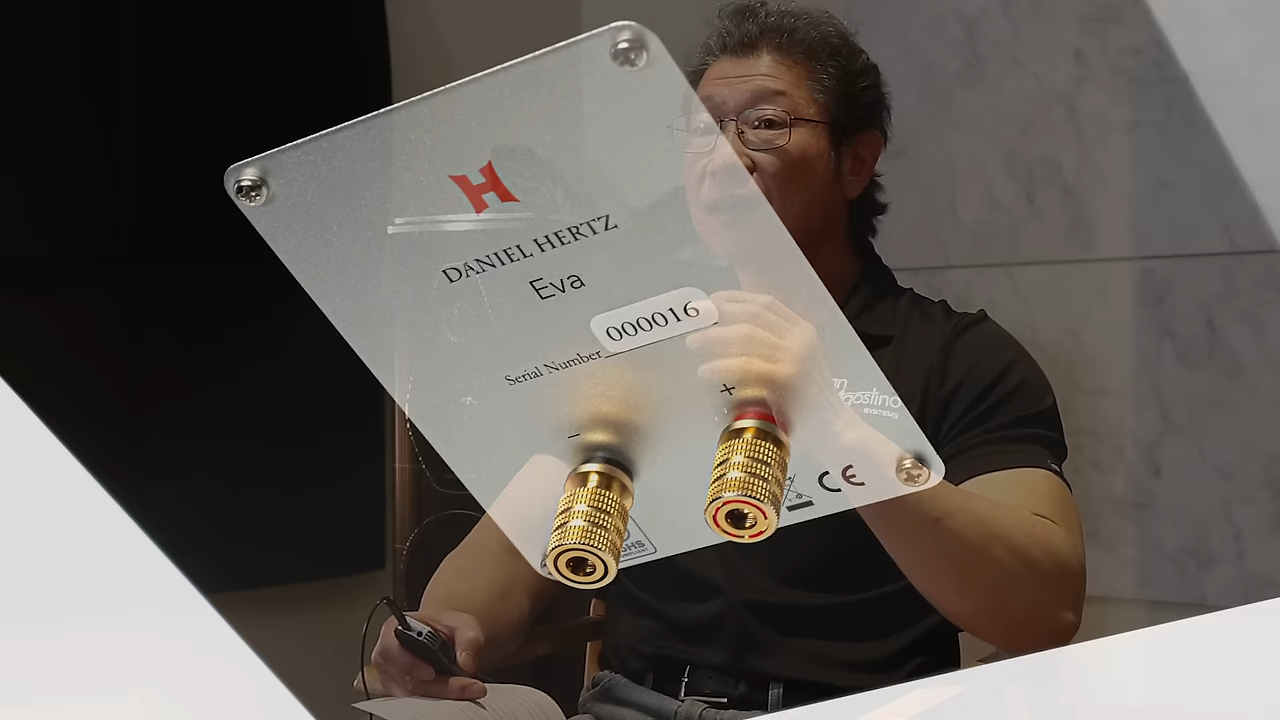 DANIEL HERTZ
Eva
000016
Serial Number
+
-
CE